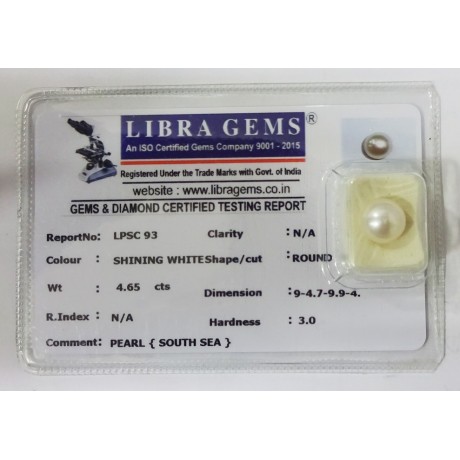 LIBRA GEMS ®
An ISO Certified Gems Company 9001 - 2015
Registered Under the Trade Marks with Govt. of India
website : www.libragems.co.in
GEMS & DIAMOND CERTIFIED TESTING REPORT
ReportNo: LPSC 93 Clarity : N/A
Colour : SHINING WHITE Shape/cut : ROUND
Wt : 4.65 cts Dimension : 9-4.7-9.9-4.
R.Index : N/A Hardness : 3.0
Comment: PEARL { SOUTH SEA }